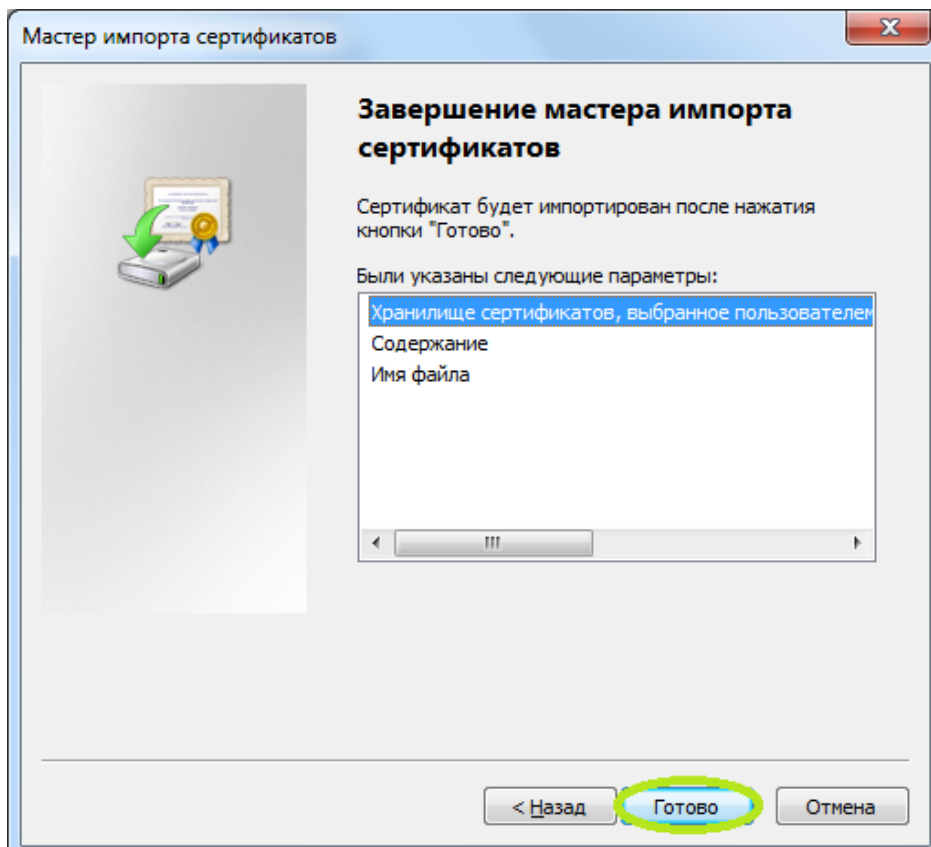 Мастер импорта сертификатов
Завершение мастера импорта
сертификатов
Сертификат будет импортирован после нажатия
кнопки "Готово".
Были указаны следующие параметры:
Хранилище сертификатов, выбранное пользователем
Содержание
Имя файла
< Назад
Готово
Отмена